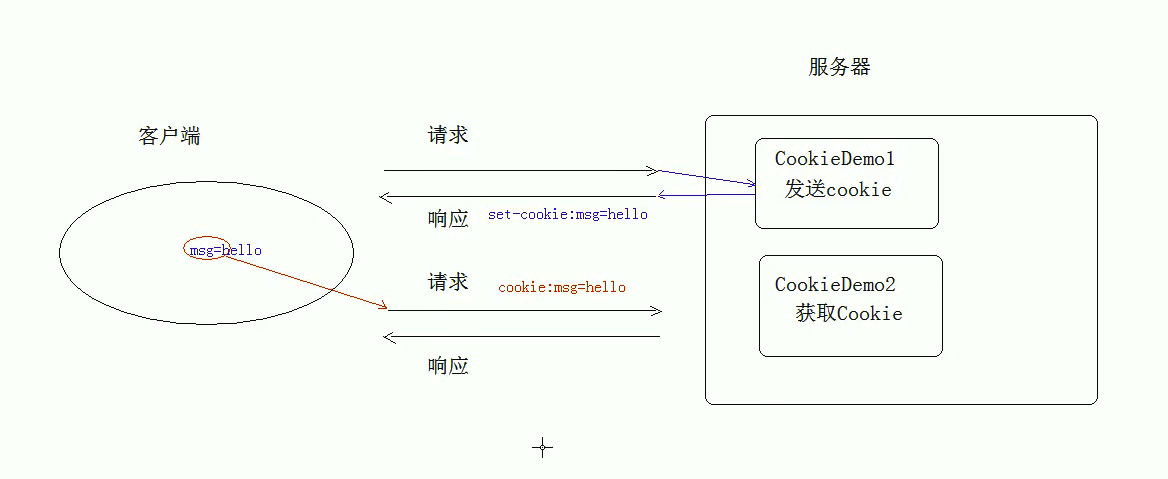 服务器
客户端
请求
CookieDemo1
发送cookie
响应
set-cookie:msg=hello
msg=hello
请求
cookie:msg=hello
CookieDemo2
获取Cookie
响应